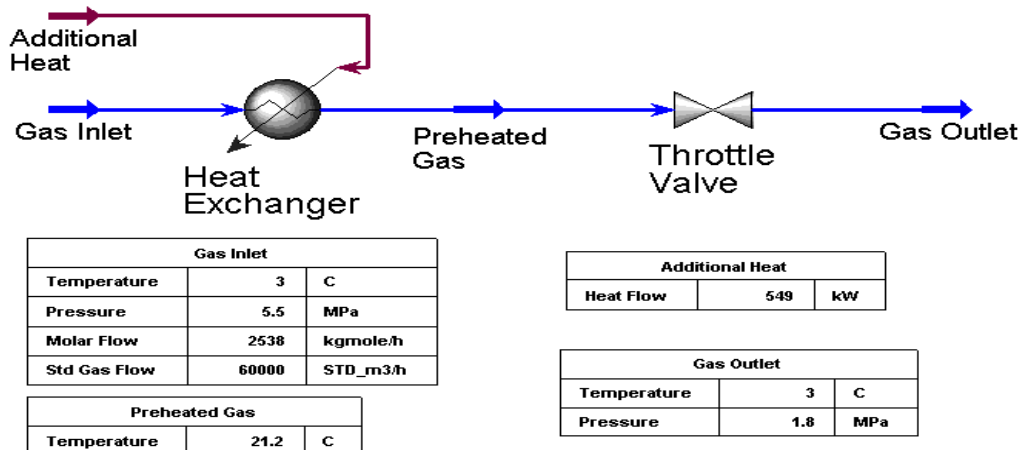 Additional
Heat
Gas Inlet
Heat
Exchanger
Preheated
Gas
Throttle
Valve
Gas Outlet
Gas Inlet
Temperature 3 C
Pressure 5.5 MPa
Molar Flow 2538 kgmole/h
Std Gas Flow 60000 STD_m3/h
Additional Heat
Heat Flow 549 kW
Preheated Gas
Temperature 21.2 C
Gas Outlet
Temperature 3 C
Pressure 1.8 MPa